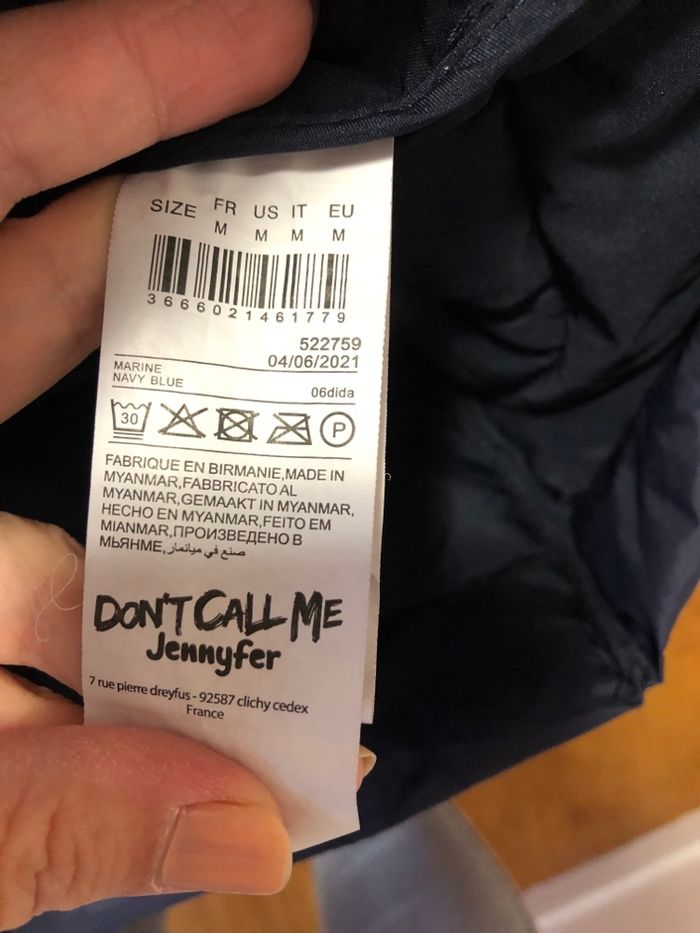 SIZE FR US IT EU
M M M M
3666021461779
522759
04/06/2021
MARINE
NAVY BLUE
06dida
30 P
FABRIQUE EN BIRMANIE,MADE IN
MYANMAR,FABBRICATO AL
MYANMAR,GEMAAKT IN MYANMAR,
HECHO EN MYANMAR,FEITO EM
MIANMAR,ПРОИЗВЕДЕНО В
МЬЯНМЕ,صنع في ميانمار
DON'T CALL ME
Jennyfer
7 rue pierre dreyfus - 92587 clichy cedex
France